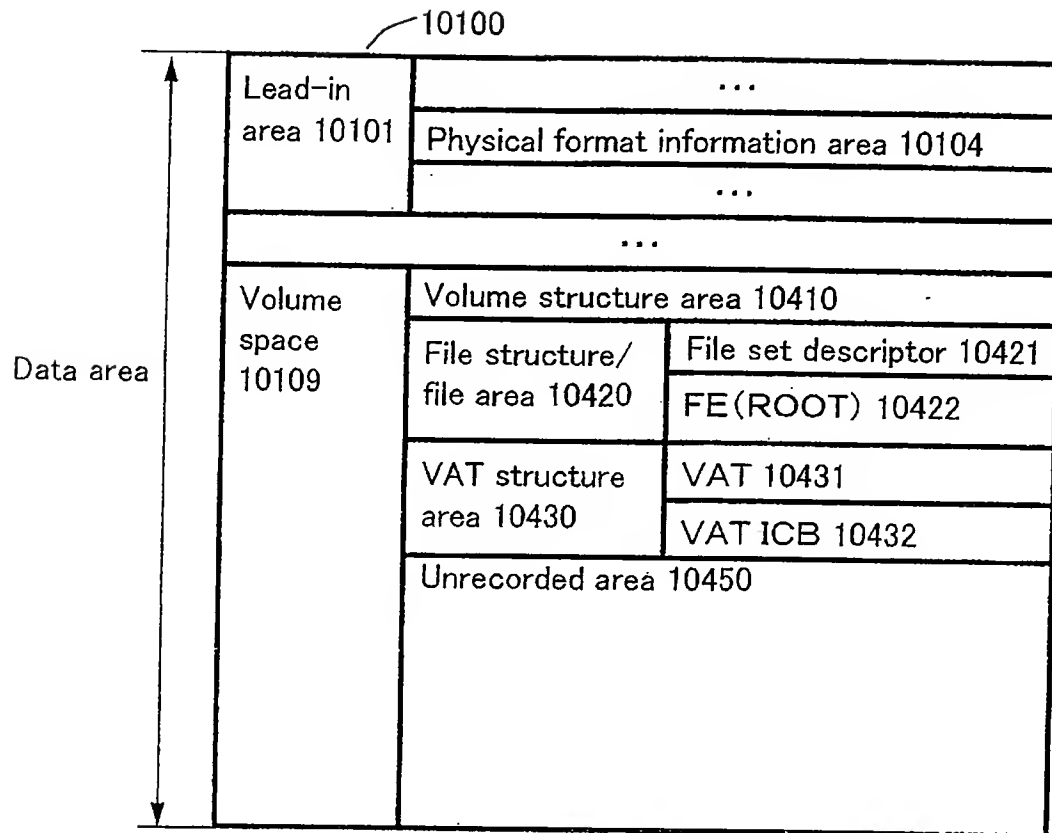 10100
Lead-in
area 10101
...
Physical format information area 10104
...
...
Data area
Volume
space
10109
Volume structure area 10410
File structure/
file area 10420
File set descriptor 10421
FE(ROOT) 10422
VAT structure
area 10430
VAT 10431
VAT ICB 10432
Unrecorded area 10450